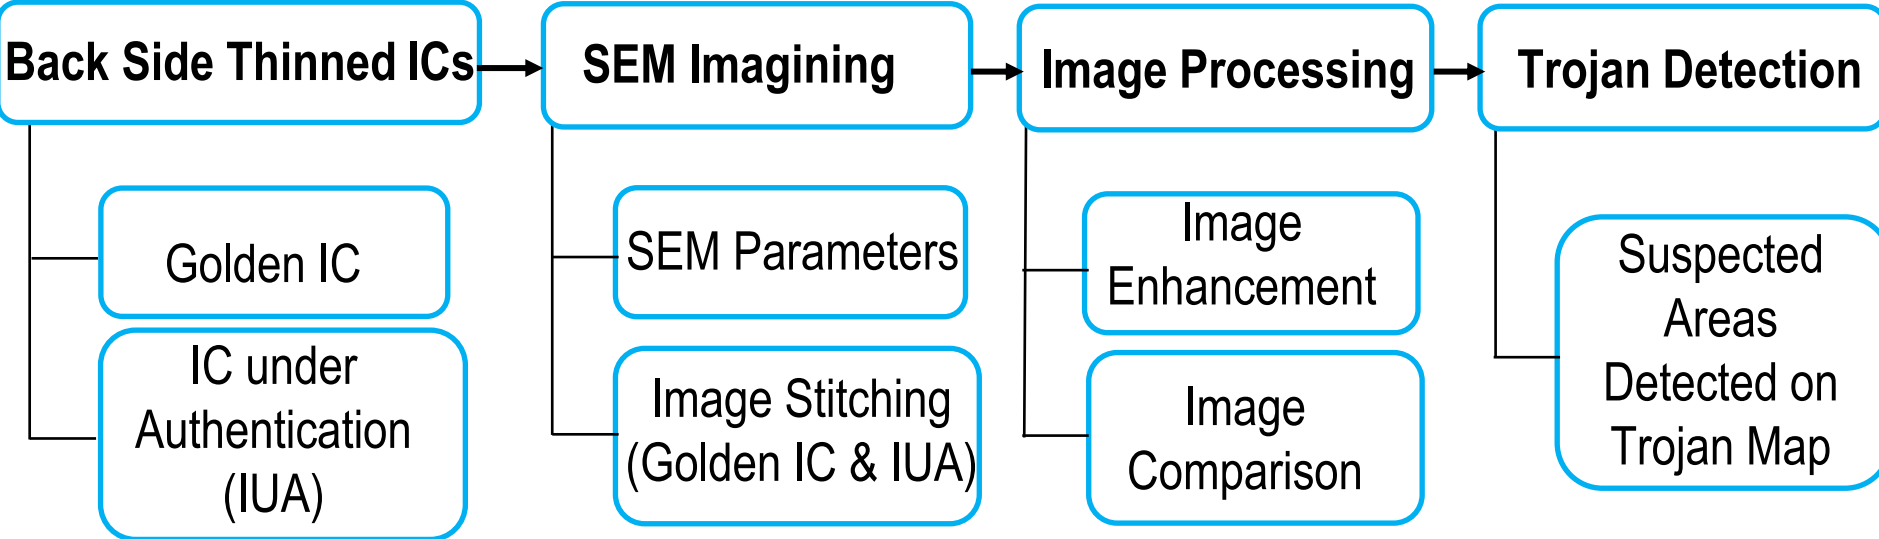 Back Side Thinned ICs
SEM Imagining
Image Processing
Trojan Detection
Golden IC
IC under
Authentication
(IUA)
SEM Parameters
Image Stitching
(Golden IC & IUA)
Image
Enhancement
Image
Comparison
Suspected
Areas
Detected on
Trojan Map